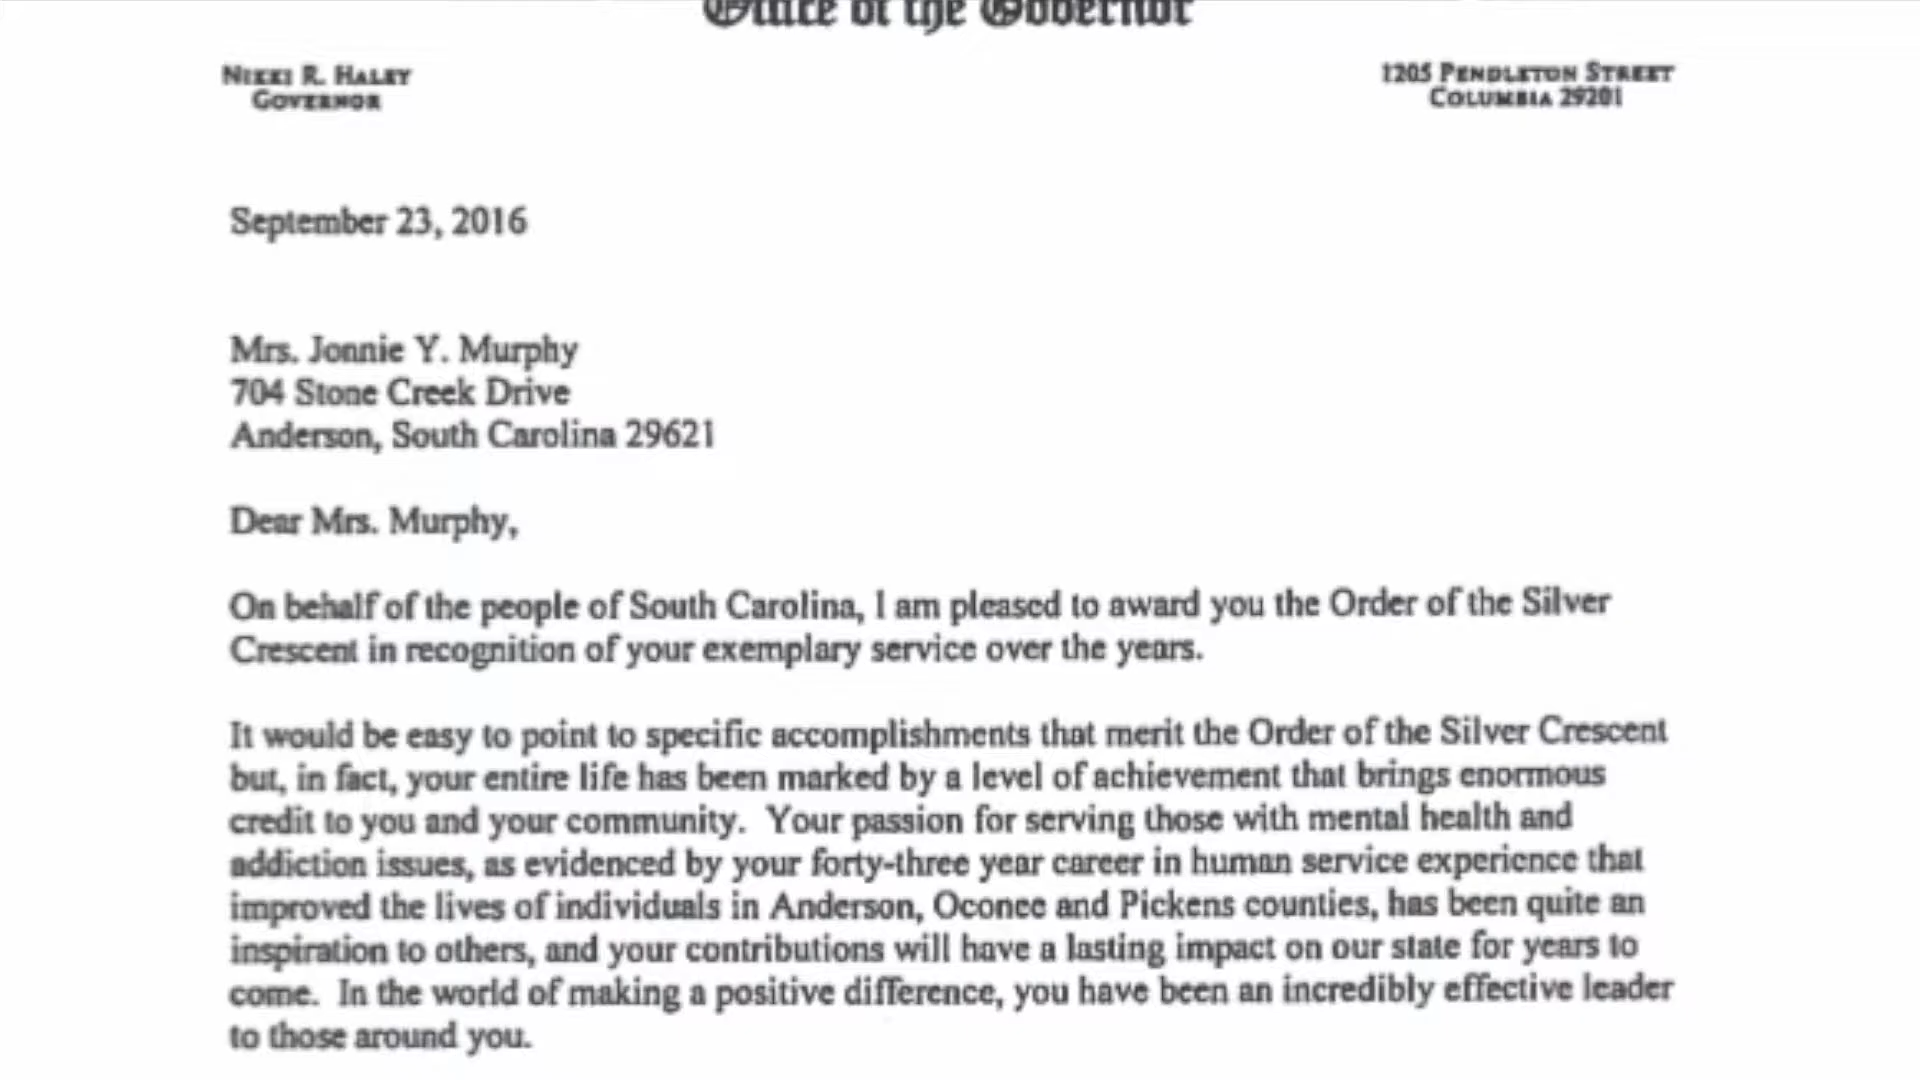 Office of the Governor
NIKKI R. HALEY
GOVERNOR
1205 PENDLETON STREET
COLUMBIA 29201
September 23, 2016
Mrs. Jonnie Y. Murphy
704 Stone Creek Drive
Anderson, South Carolina 29621
Dear Mrs. Murphy,
On behalf of the people of South Carolina, I am pleased to award you the Order of the Silver
Crescent in recognition of your exemplary service over the years.
It would be easy to point to specific accomplishments that merit the Order of the Silver Crescent
but, in fact, your entire life has been marked by a level of achievement that brings enormous
credit to you and your community.  Your passion for serving those with mental health and
addiction issues, as evidenced by your forty-three year career in human service experience that
improved the lives of individuals in Anderson, Oconee and Pickens counties, has been quite an
inspiration to others, and your contributions will have a lasting impact on our state for years to
come.  In the world of making a positive difference, you have been an incredibly effective leader
to those around you.